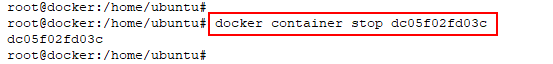 root@docker:/home/ubuntu#
root@docker:/home/ubuntu# docker container stop dc05f02fd03c
dc05f02fd03c
root@docker:/home/ubuntu#